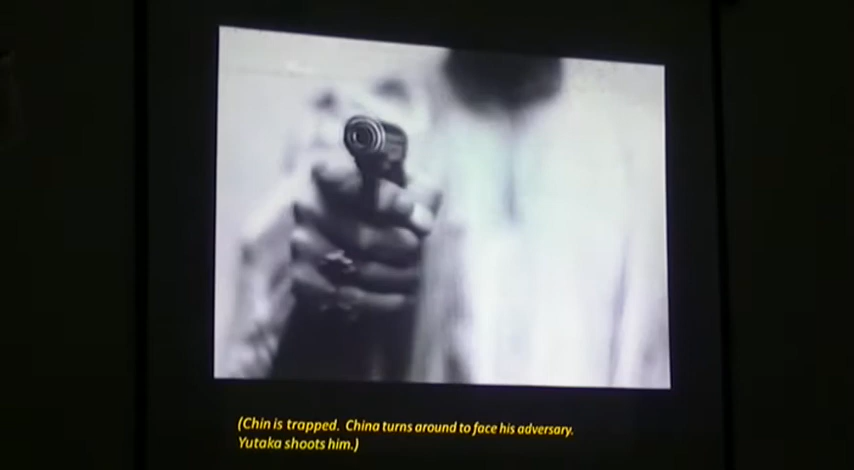 (Chin is trapped.  China turns around to face his adversary.
Yutaka shoots him.)